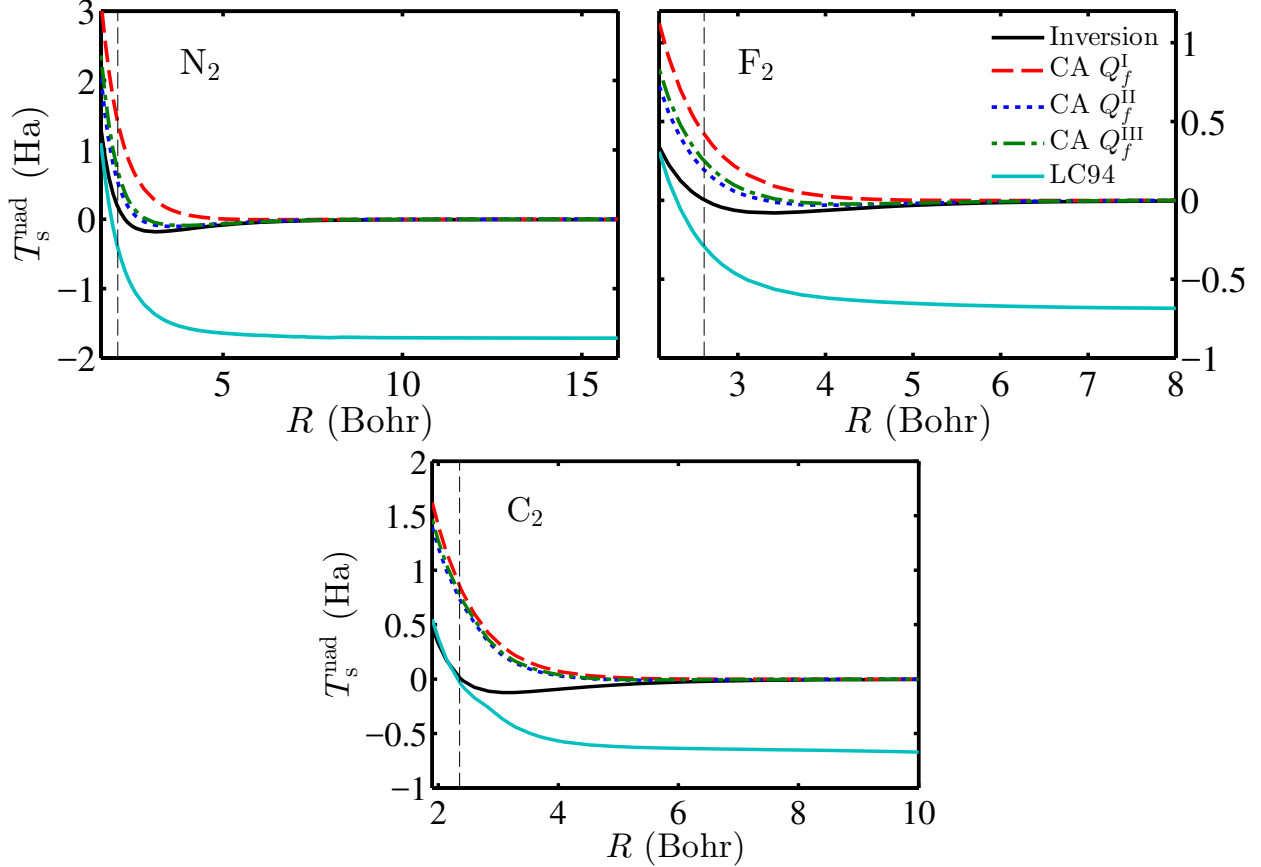 N₂
3
2
1
0
−1
−2
5
10
15
T_s^nad (Ha)
R (Bohr)
F₂
Inversion
CA Q_f^I
CA Q_f^II
CA Q_f^III
LC94
1
0.5
0
−0.5
−1
3
4
5
6
7
8
R (Bohr)
C₂
2
1.5
1
0.5
0
−0.5
−1
2
4
6
8
10
T_s^nad (Ha)
R (Bohr)